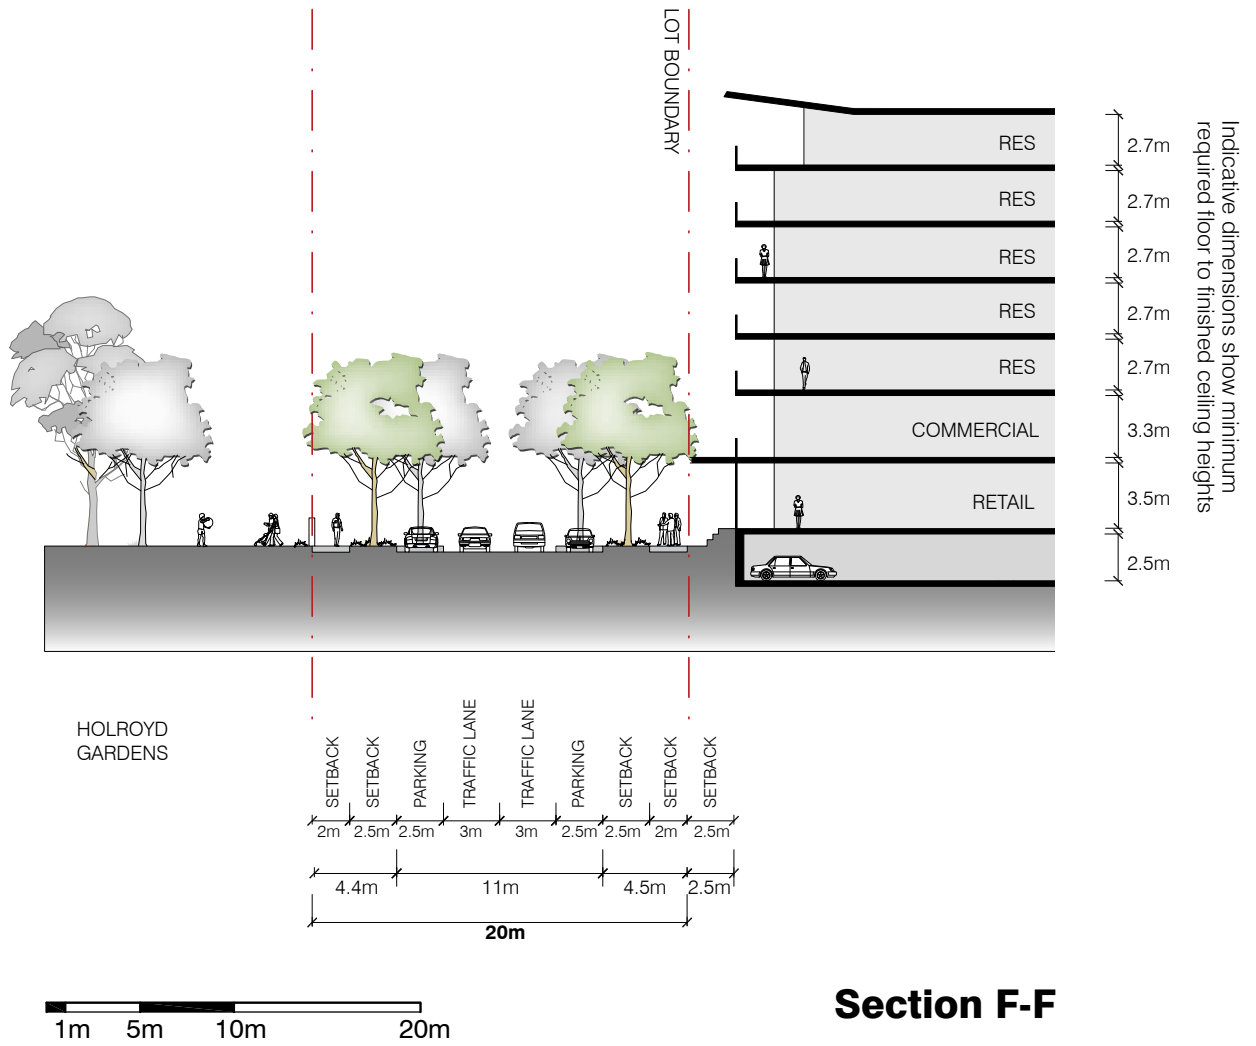 LOT BOUNDARY
Indicative dimensions show minimum
required floor to finished ceiling heights
RES
2.7m
RES
2.7m
RES
2.7m
RES
2.7m
RES
2.7m
COMMERCIAL
3.3m
RETAIL
3.5m
2.5m
HOLROYD
GARDENS
SETBACK
SETBACK
PARKING
TRAFFIC LANE
TRAFFIC LANE
PARKING
SETBACK
SETBACK
SETBACK
2m 2.5m 2.5m 3m 3m 2.5m 2.5m 2m 2.5m
4.4m 11m 4.5m 2.5m
20m
1m 5m 10m 20m
Section F-F